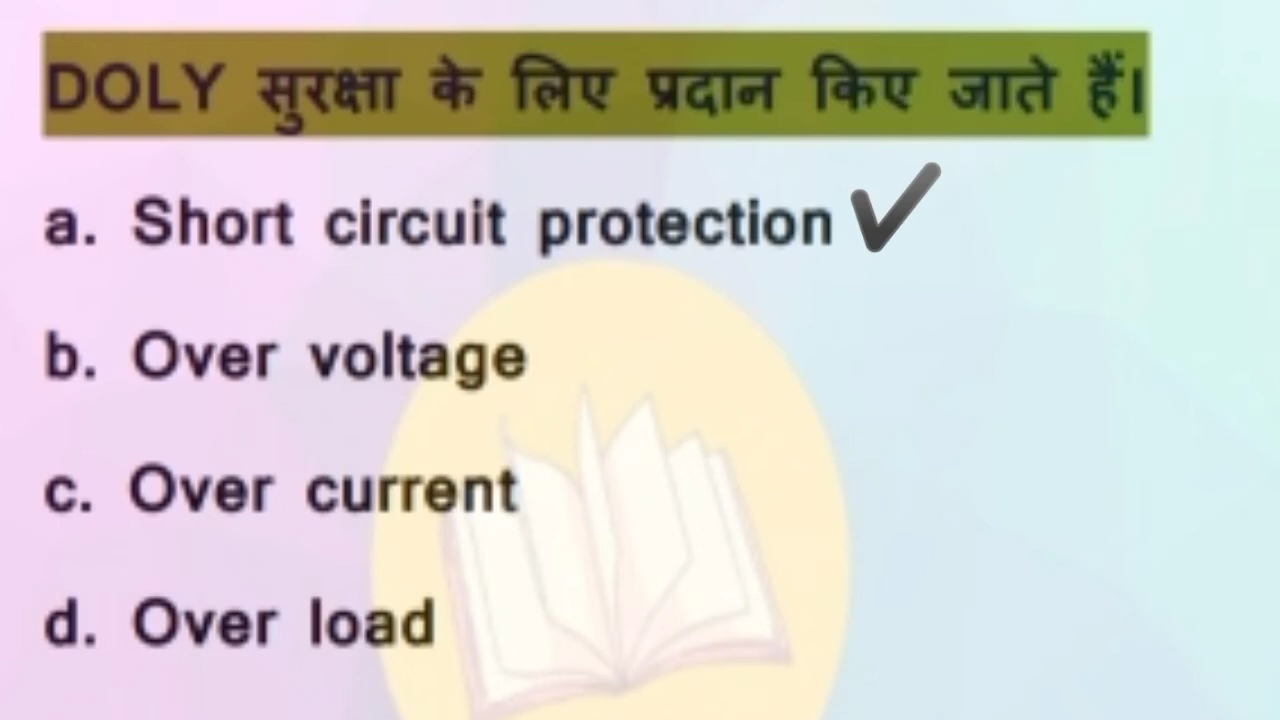 DOLY सुरक्षा के लिए प्रदान किए जाते हैं।
a. Short circuit protection ✔
b. Over voltage
c. Over current
d. Over load